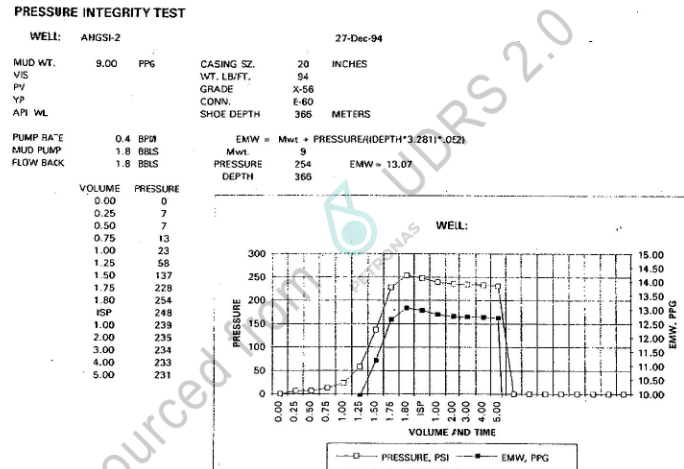 PRESSURE INTEGRITY TEST
WELL: ANGSI-2 27-Dec-94
MUD WT. 9.00 PPG CASING SZ. 20 INCHES
VIS WT. LB/FT. 94
PV GRADE X-56
YP CONN. E-60
API WL SHOE DEPTH 366 METERS
PUMP RATE 0.4 BPM EMW = Mwt + PRESSURE/((DEPTH*3.281)*.052)
MUD PUMP 1.8 BBLS Mwt. 9
FLOW BACK 1.8 BBLS PRESSURE 254 EMW = 13.07
DEPTH 366
VOLUME PRESSURE
0.00 0
0.25 7
0.50 7
0.75 13
1.00 23
1.25 58
1.50 137
1.75 228
1.80 254
ISP 248
1.00 239
2.00 235
3.00 234
4.00 233
5.00 231
WELL:
300
250
200
150
100
50
0
PRESSURE
15.00
14.50
14.00
13.50
13.00
12.50
12.00
11.50
11.00
10.50
10.00
EMW, PPG
0.00 0.25 0.50 0.75 1.00 1.25 1.50 1.75 1.80 ISP 1.00 2.00 3.00 4.00 5.00
VOLUME AND TIME
PRESSURE, PSI EMW, PPG
ourced from PETRONAS UDRS 2.0